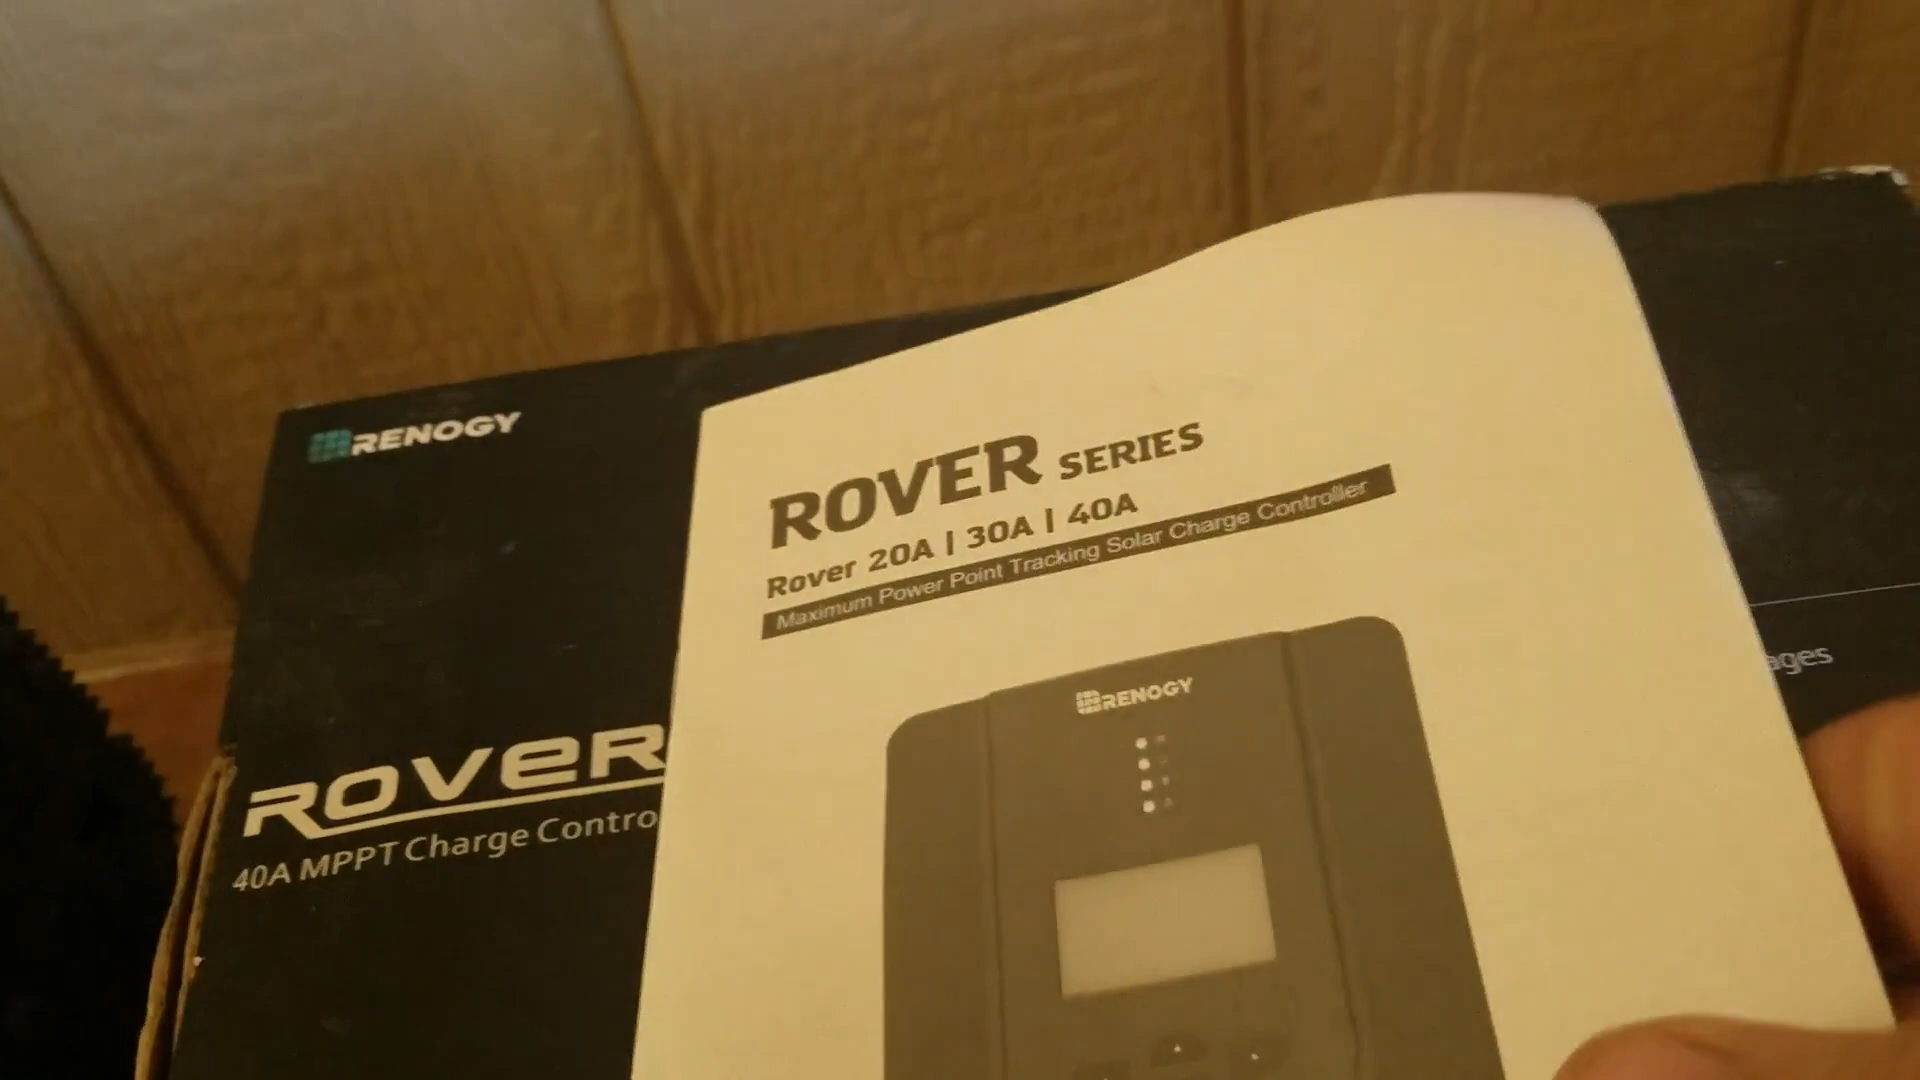 RENOGY
ROVER
40A MPPT Charge Contro
ROVER SERIES
Rover 20A | 30A | 40A
Maximum Power Point Tracking Solar Charge Controller
RENOGY
ages